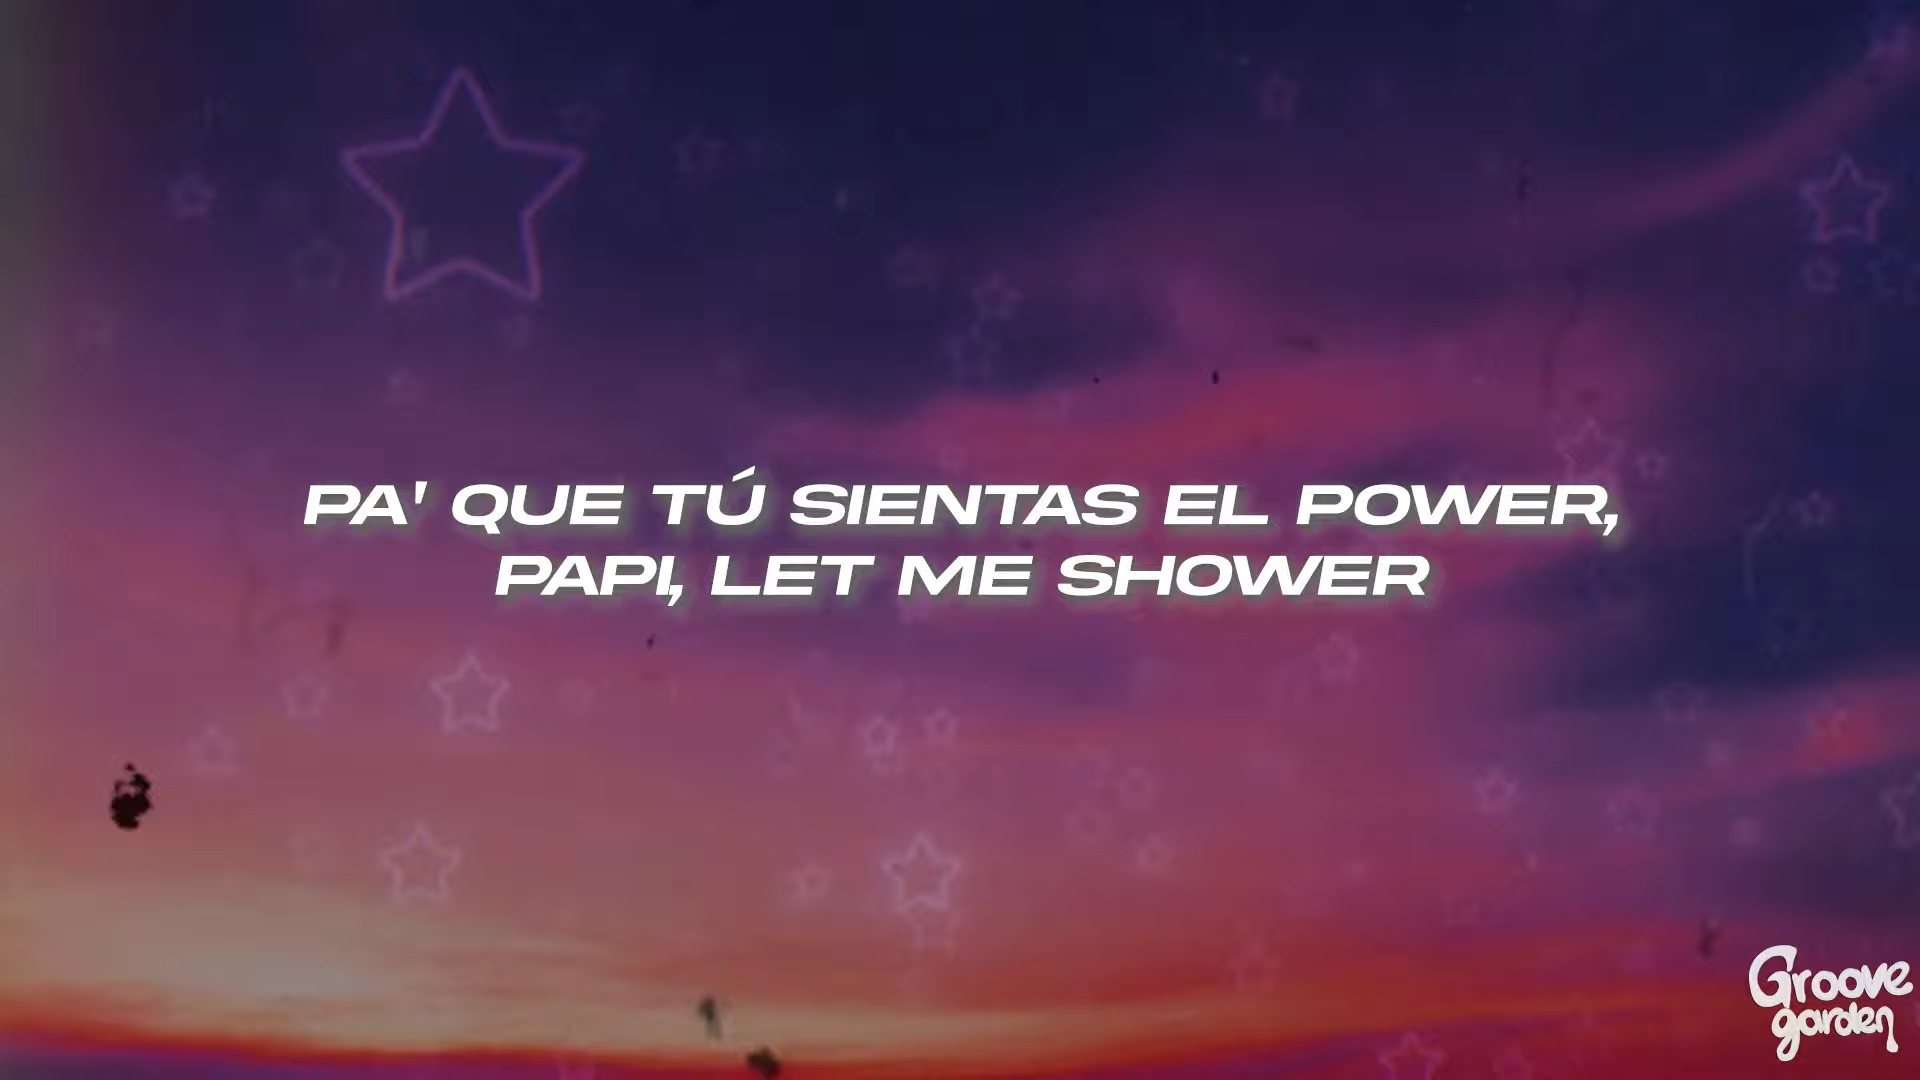 PA' QUE TÚ SIENTAS EL POWER,
PAPI, LET ME SHOWER
Groove
garden